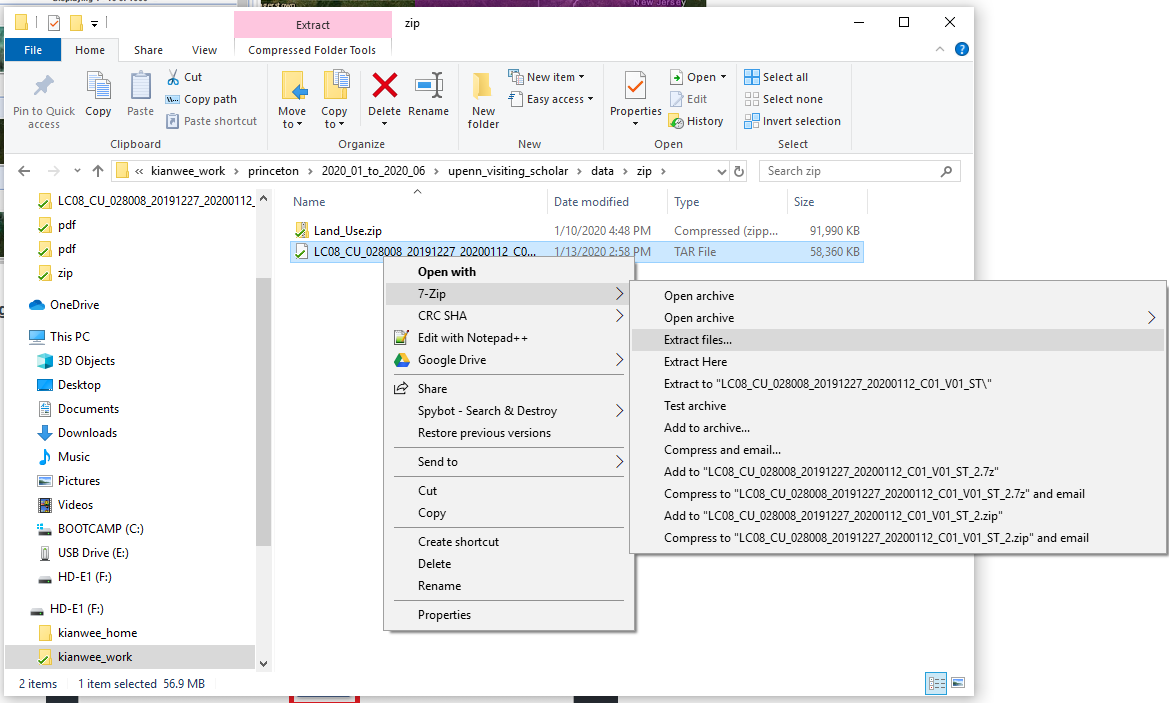 New Jersey
Extract
zip
File
Home
Share
View
Compressed Folder Tools
Pin to Quick access
Copy
Paste
Cut
Copy path
Paste shortcut
Clipboard
Move to
Copy to
Delete
Rename
Organize
New folder
New item
Easy access
New
Properties
Open
Edit
History
Open
Select all
Select none
Invert selection
Select
« kianwee_work › princeton › 2020_01_to_2020_06 › upenn_visiting_scholar › data › zip ›
Search zip
Name
Date modified
Type
Size
Land_Use.zip
1/10/2020 4:48 PM
Compressed (zipp...
91,990 KB
LC08_CU_028008_20191227_20200112_C0...
1/13/2020 2:58 PM
TAR File
58,360 KB
LC08_CU_028008_20191227_20200112_
pdf
pdf
zip
OneDrive
This PC
3D Objects
Desktop
Documents
Downloads
Music
Pictures
Videos
BOOTCAMP (C:)
USB Drive (E:)
HD-E1 (F:)
HD-E1 (F:)
kianwee_home
kianwee_work
Open with
7-Zip
CRC SHA
Edit with Notepad++
Google Drive
Share
Spybot - Search & Destroy
Restore previous versions
Send to
Cut
Copy
Create shortcut
Delete
Rename
Properties
Open archive
Open archive
Extract files...
Extract Here
Extract to "LC08_CU_028008_20191227_20200112_C01_V01_ST\"
Test archive
Add to archive...
Compress and email...
Add to "LC08_CU_028008_20191227_20200112_C01_V01_ST_2.7z"
Compress to "LC08_CU_028008_20191227_20200112_C01_V01_ST_2.7z" and email
Add to "LC08_CU_028008_20191227_20200112_C01_V01_ST_2.zip"
Compress to "LC08_CU_028008_20191227_20200112_C01_V01_ST_2.zip" and email
2 items
1 item selected 56.9 MB